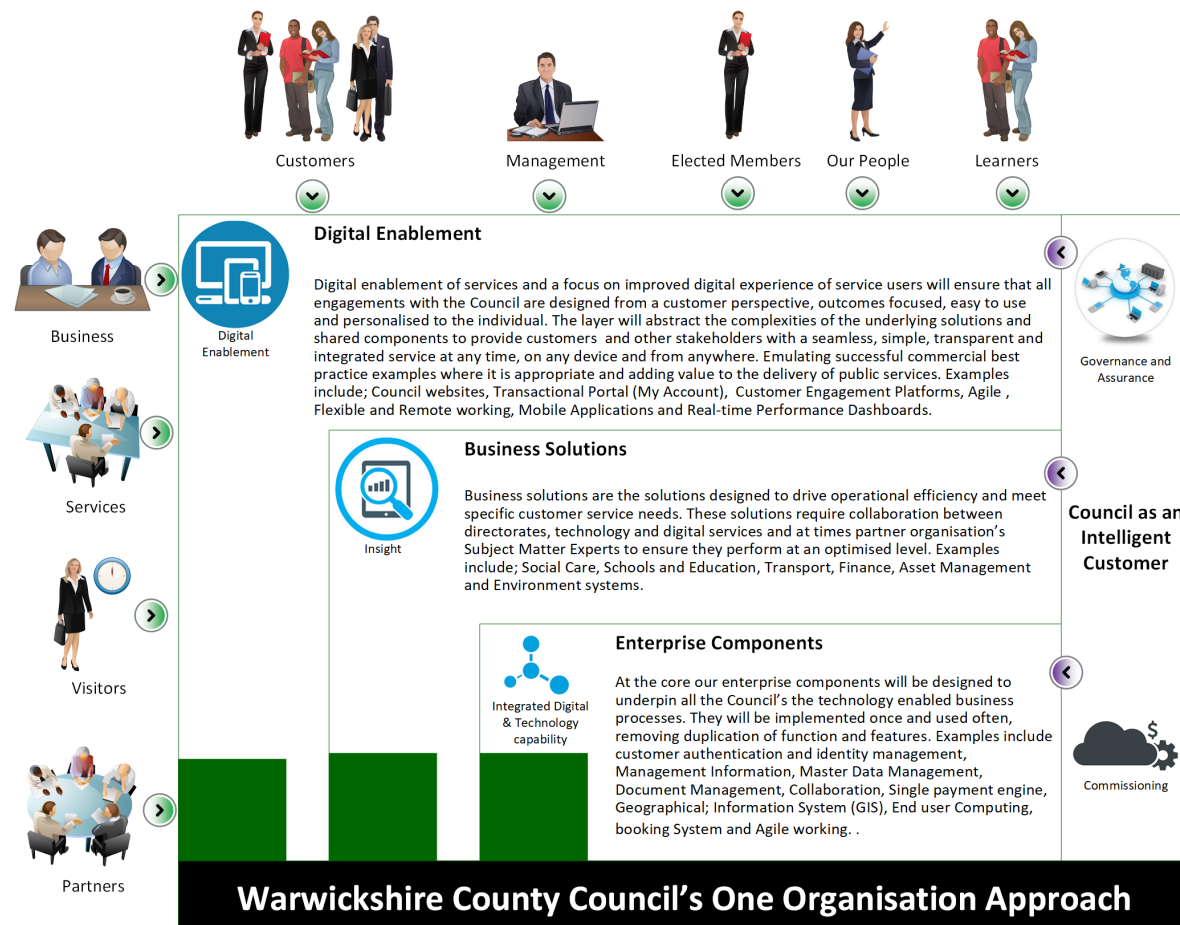 Customers
Management
Elected Members
Our People
Learners
Business
Services
Visitors
Partners
Digital
Enablement
Digital Enablement
Digital enablement of services and a focus on improved digital experience of service users will ensure that all
engagements with the Council are designed from a customer perspective, outcomes focused, easy to use
and personalised to the individual. The layer will abstract the complexities of the underlying solutions and
shared components to provide customers and other stakeholders with a seamless, simple, transparent and
integrated service at any time, on any device and from anywhere. Emulating successful commercial best
practice examples where it is appropriate and adding value to the delivery of public services. Examples
include; Council websites, Transactional Portal (My Account), Customer Engagement Platforms, Agile ,
Flexible and Remote working, Mobile Applications and Real-time Performance Dashboards.
Insight
Business Solutions
Business solutions are the solutions designed to drive operational efficiency and meet
specific customer service needs. These solutions require collaboration between
directorates, technology and digital services and at times partner organisation's
Subject Matter Experts to ensure they perform at an optimised level. Examples
include; Social Care, Schools and Education, Transport, Finance, Asset Management
and Environment systems.
Integrated Digital
& Technology
capability
Enterprise Components
At the core our enterprise components will be designed to
underpin all the Council's the technology enabled business
processes. They will be implemented once and used often,
removing duplication of function and features. Examples include
customer authentication and identity management,
Management Information, Master Data Management,
Document Management, Collaboration, Single payment engine,
Geographical; Information System (GIS), End user Computing,
booking System and Agile working. .
Governance and
Assurance
Council as an
Intelligent
Customer
$
Commissioning
Warwickshire County Council's One Organisation Approach